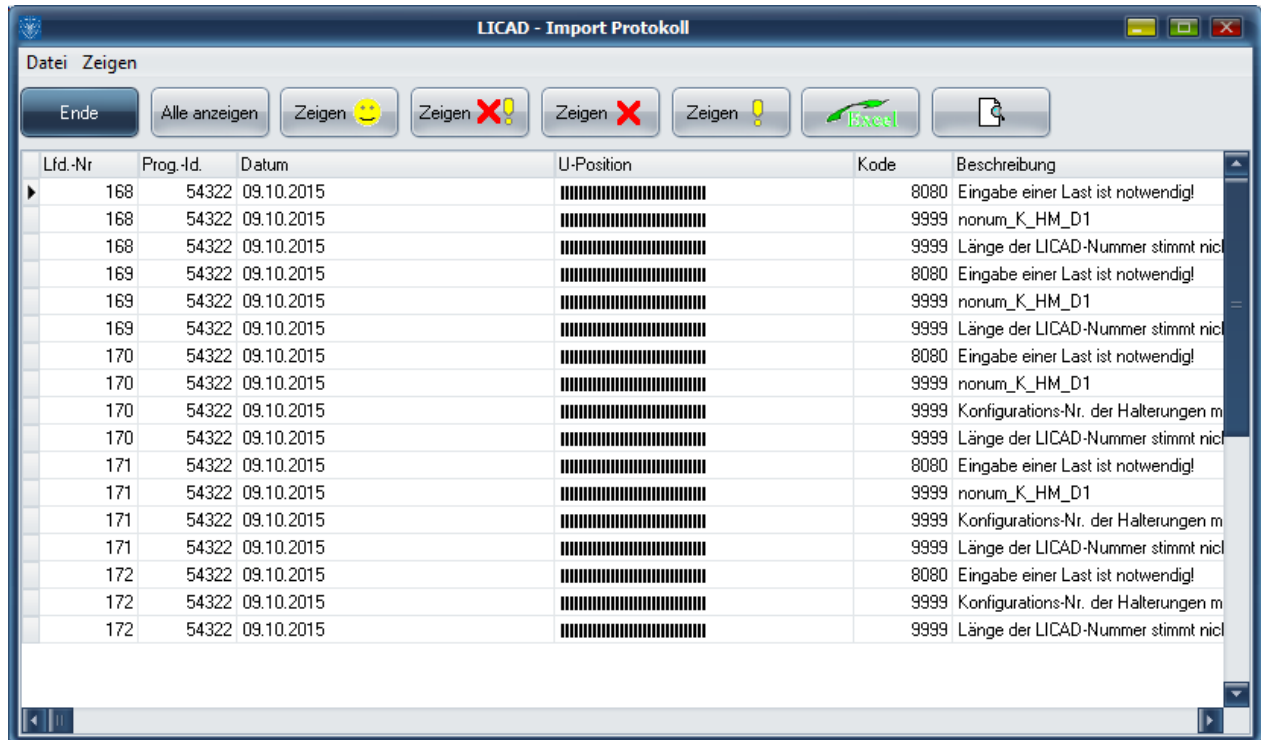 LICAD - Import Protokoll
Datei Zeigen
Ende Alle anzeigen Zeigen Zeigen Zeigen Zeigen Excel
Lfd.-Nr Prog.-Id. Datum U-Position Kode Beschreibung
168 54322 09.10.2015 8080 Eingabe einer Last ist notwendig!
168 54322 09.10.2015 9999 nonum_K_HM_D1
168 54322 09.10.2015 9999 Länge der LICAD-Nummer stimmt nicl
169 54322 09.10.2015 8080 Eingabe einer Last ist notwendig!
169 54322 09.10.2015 9999 nonum_K_HM_D1
169 54322 09.10.2015 9999 Länge der LICAD-Nummer stimmt nicl
170 54322 09.10.2015 8080 Eingabe einer Last ist notwendig!
170 54322 09.10.2015 9999 nonum_K_HM_D1
170 54322 09.10.2015 9999 Konfigurations-Nr. der Halterungen m
170 54322 09.10.2015 9999 Länge der LICAD-Nummer stimmt nicl
171 54322 09.10.2015 8080 Eingabe einer Last ist notwendig!
171 54322 09.10.2015 9999 nonum_K_HM_D1
171 54322 09.10.2015 9999 Konfigurations-Nr. der Halterungen m
171 54322 09.10.2015 9999 Länge der LICAD-Nummer stimmt nicl
172 54322 09.10.2015 8080 Eingabe einer Last ist notwendig!
172 54322 09.10.2015 9999 Konfigurations-Nr. der Halterungen m
172 54322 09.10.2015 9999 Länge der LICAD-Nummer stimmt nicl